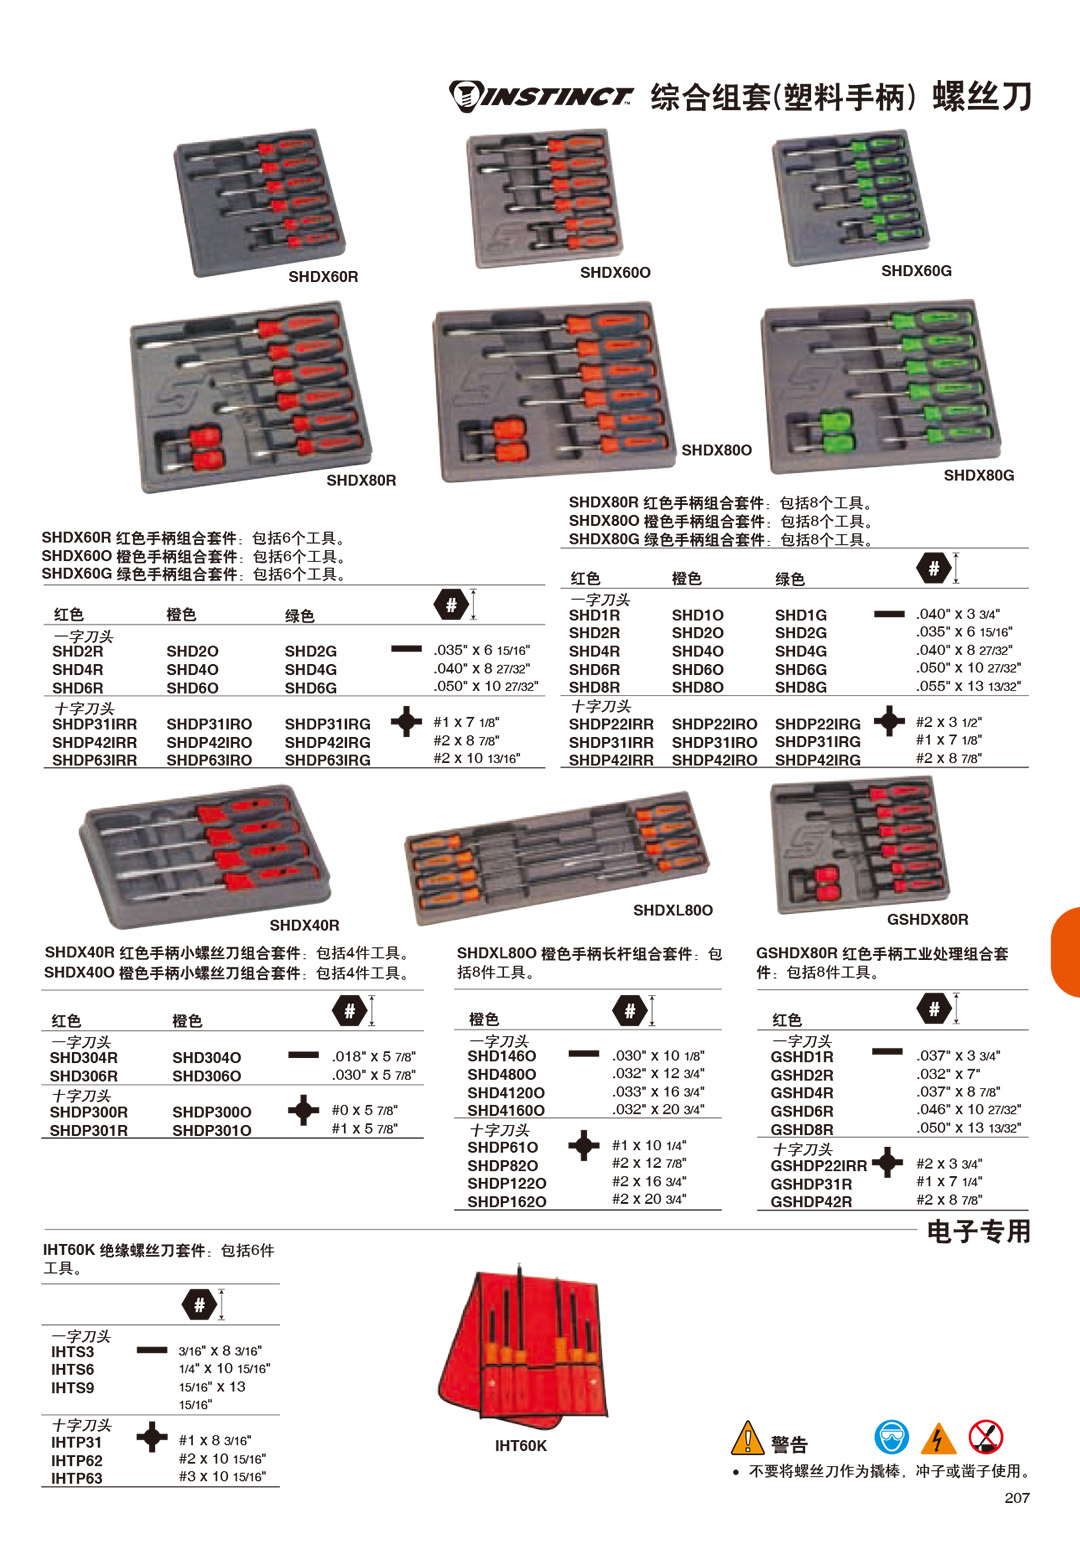 INSTINCT™ 综合组套(塑料手柄) 螺丝刀
SHDX60R
SHDX60O
SHDX60G
SHDX80R
SHDX80O
SHDX80G
SHDX60R 红色手柄组合套件：包括6个工具。
SHDX60O 橙色手柄组合套件：包括6个工具。
SHDX60G 绿色手柄组合套件：包括6个工具。
红色 橙色 绿色 #
一字刀头
SHD2R SHD2O SHD2G .035" x 6 15/16"
SHD4R SHD4O SHD4G .040" x 8 27/32"
SHD6R SHD6O SHD6G .050" x 10 27/32"
十字刀头
SHDP31IRR SHDP31IRO SHDP31IRG #1 x 7 1/8"
SHDP42IRR SHDP42IRO SHDP42IRG #2 x 8 7/8"
SHDP63IRR SHDP63IRO SHDP63IRG #2 x 10 13/16"
SHDX80R 红色手柄组合套件：包括8个工具。
SHDX80O 橙色手柄组合套件：包括8个工具。
SHDX80G 绿色手柄组合套件：包括8个工具。
红色 橙色 绿色 #
一字刀头
SHD1R SHD1O SHD1G .040" x 3 3/4"
SHD2R SHD2O SHD2G .035" x 6 15/16"
SHD4R SHD4O SHD4G .040" x 8 27/32"
SHD6R SHD6O SHD6G .050" x 10 27/32"
SHD8R SHD8O SHD8G .055" x 13 13/32"
十字刀头
SHDP22IRR SHDP22IRO SHDP22IRG #2 x 3 1/2"
SHDP31IRR SHDP31IRO SHDP31IRG #1 x 7 1/8"
SHDP42IRR SHDP42IRO SHDP42IRG #2 x 8 7/8"
SHDX40R
SHDXL80O
GSHDX80R
SHDX40R 红色手柄小螺丝刀组合套件：包括4件工具。
SHDX40O 橙色手柄小螺丝刀组合套件：包括4件工具。
红色 橙色 #
一字刀头
SHD304R SHD304O .018" x 5 7/8"
SHD306R SHD306O .030" x 5 7/8"
十字刀头
SHDP300R SHDP300O #0 x 5 7/8"
SHDP301R SHDP301O #1 x 5 7/8"
SHDXL80O 橙色手柄长杆组合套件：包
括8件工具。
橙色 #
一字刀头
SHD146O .030" x 10 1/8"
SHD480O .032" x 12 3/4"
SHD4120O .033" x 16 3/4"
SHD4160O .032" x 20 3/4"
十字刀头
SHDP61O #1 x 10 1/4"
SHDP82O #2 x 12 7/8"
SHDP122O #2 x 16 3/4"
SHDP162O #2 x 20 3/4"
GSHDX80R 红色手柄工业处理组合套
件：包括8件工具。
红色 #
一字刀头
GSHD1R .037" x 3 3/4"
GSHD2R .032" x 7"
GSHD4R .037" x 8 7/8"
GSHD6R .046" x 10 27/32"
GSHD8R .050" x 13 13/32"
十字刀头
GSHDP22IRR #2 x 3 3/4"
GSHDP31R #1 x 7 1/4"
GSHDP42R #2 x 8 7/8"
电子专用
IHT60K 绝缘螺丝刀套件：包括6件
工具。
#
一字刀头
IHTS3 3/16" x 8 3/16"
IHTS6 1/4" x 10 15/16"
IHTS9 15/16" x 13
15/16"
十字刀头
IHTP31 #1 x 8 3/16"
IHTP62 #2 x 10 15/16"
IHTP63 #3 x 10 15/16"
IHT60K
警告
• 不要将螺丝刀作为撬棒，冲子或凿子使用。
207